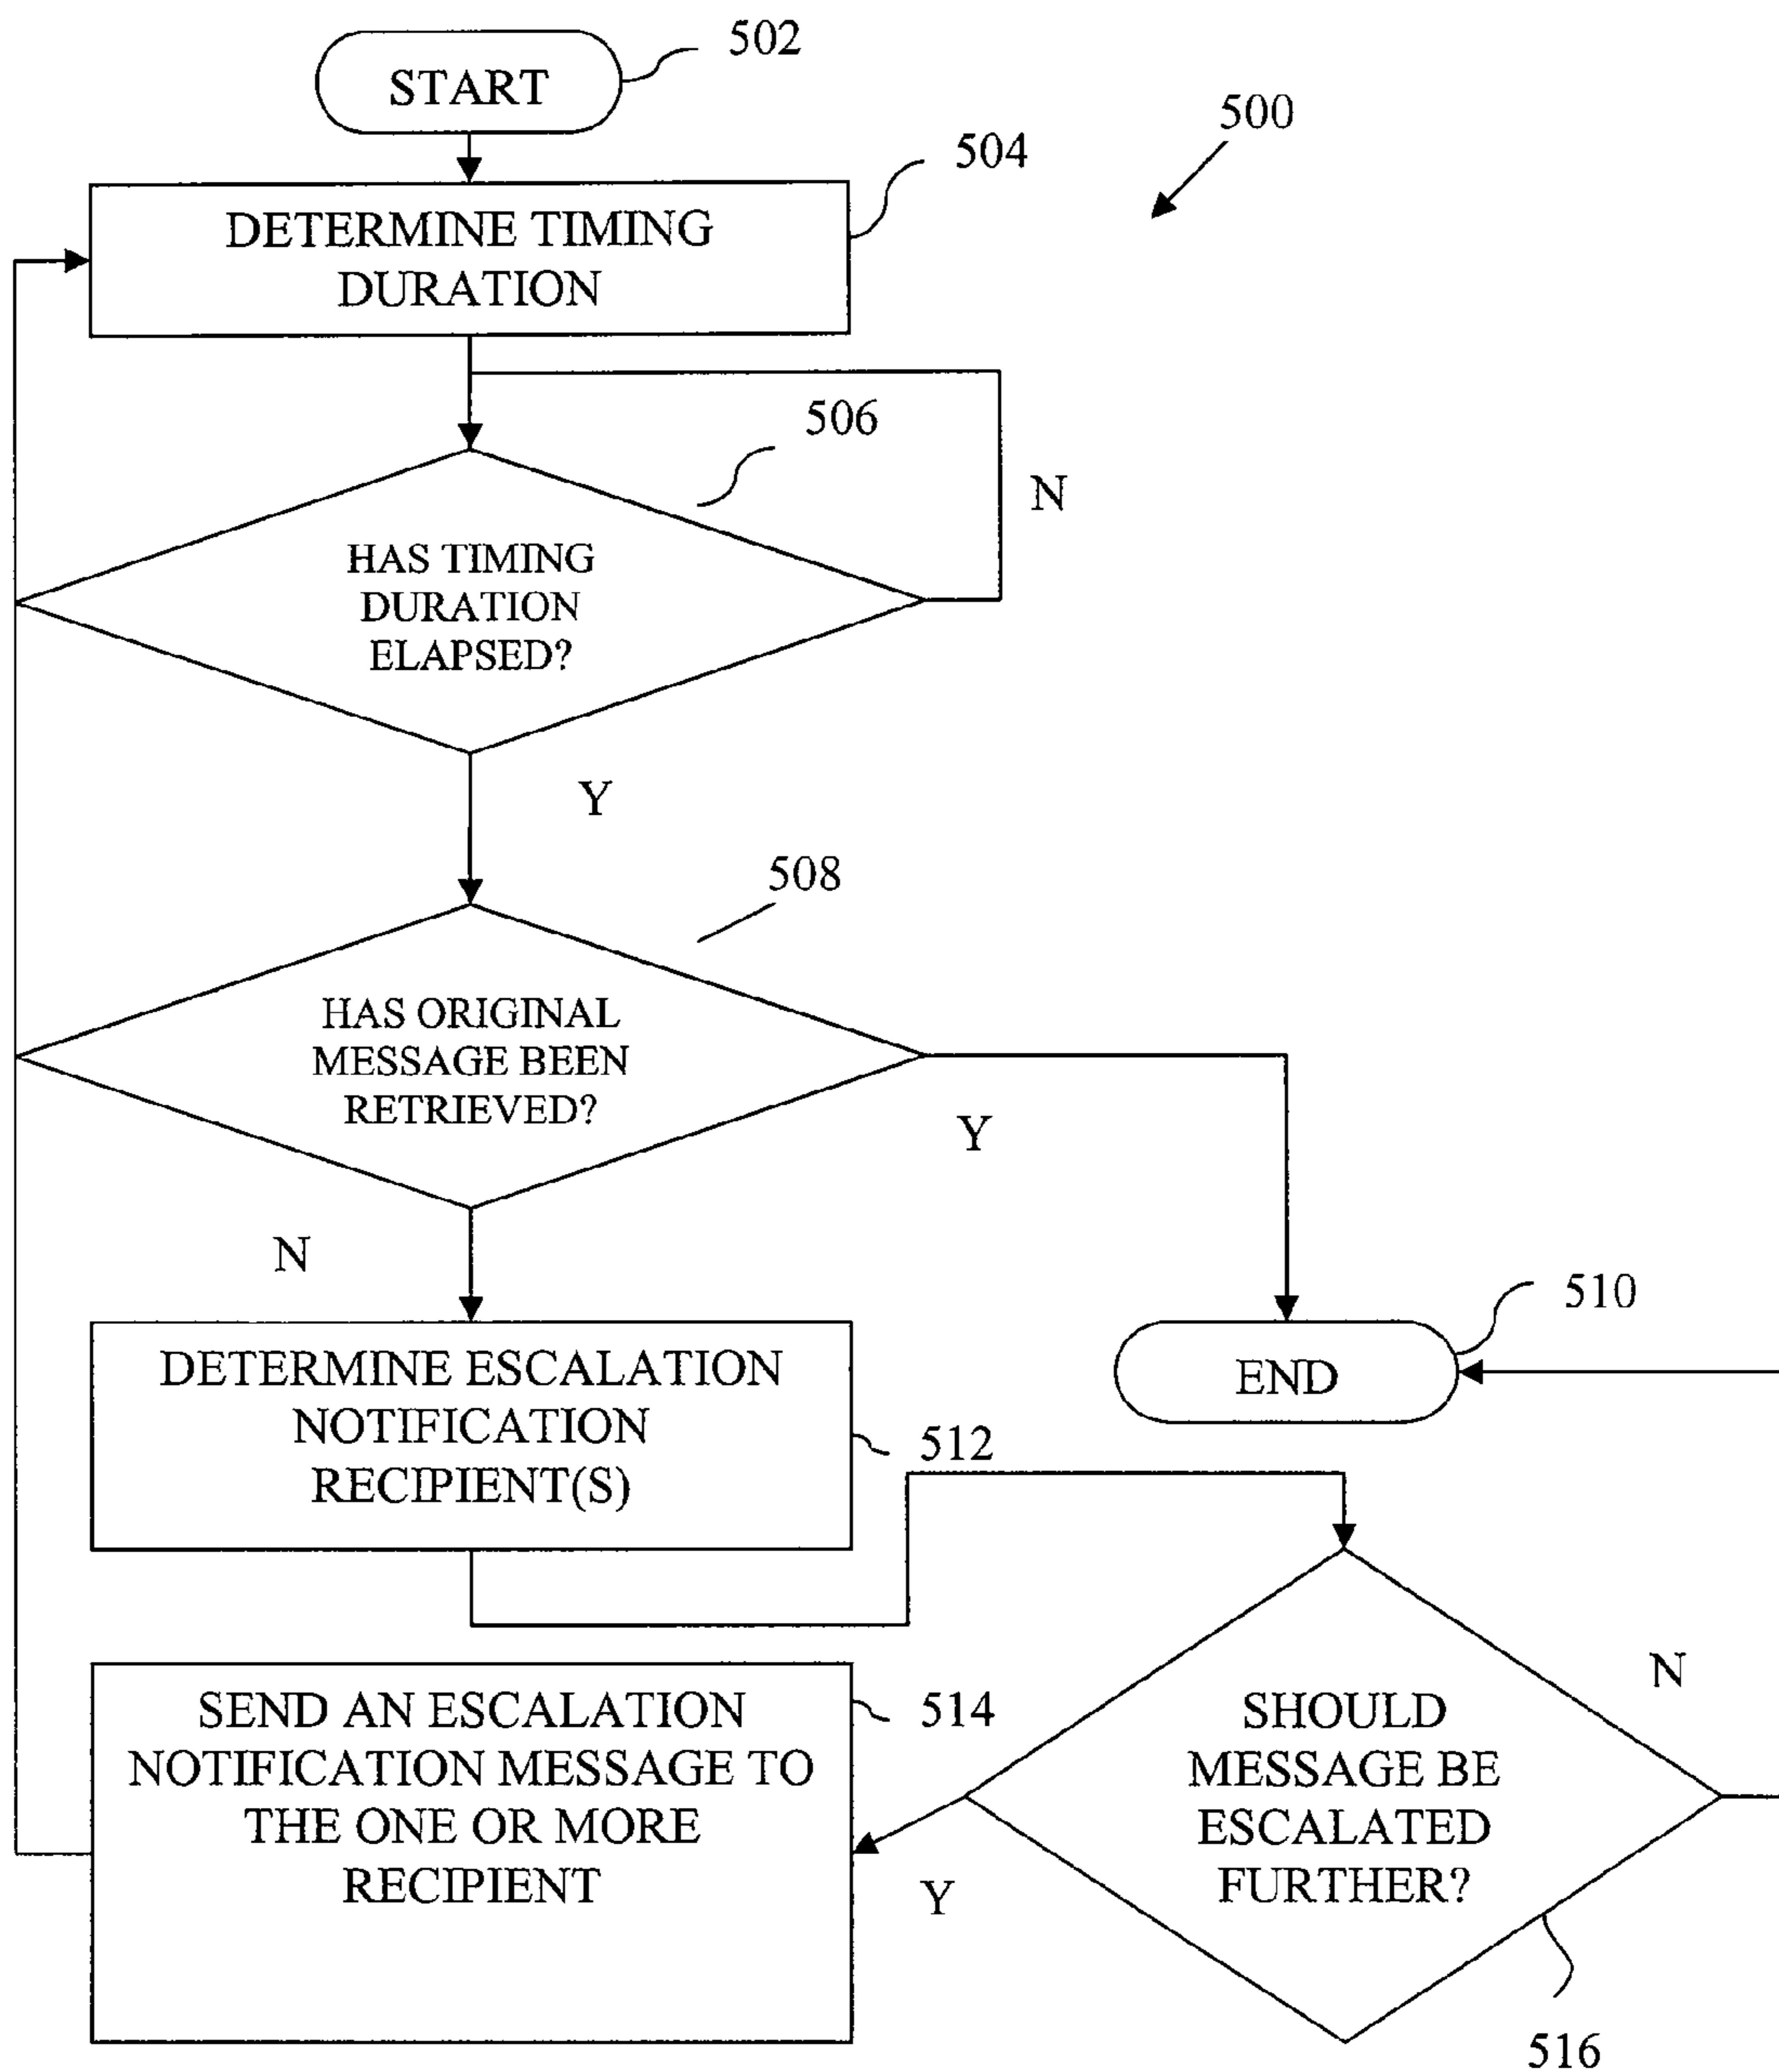 502
START
500
504
DETERMINE TIMING
DURATION
506
N
HAS TIMING
DURATION
ELAPSED?
Y
508
HAS ORIGINAL
MESSAGE BEEN
RETRIEVED?
Y
N
510
END
DETERMINE ESCALATION
NOTIFICATION
RECIPIENT(S)
512
SEND AN ESCALATION
NOTIFICATION MESSAGE TO
THE ONE OR MORE
RECIPIENT
514
Y
SHOULD
MESSAGE BE
ESCALATED
FURTHER?
N
516